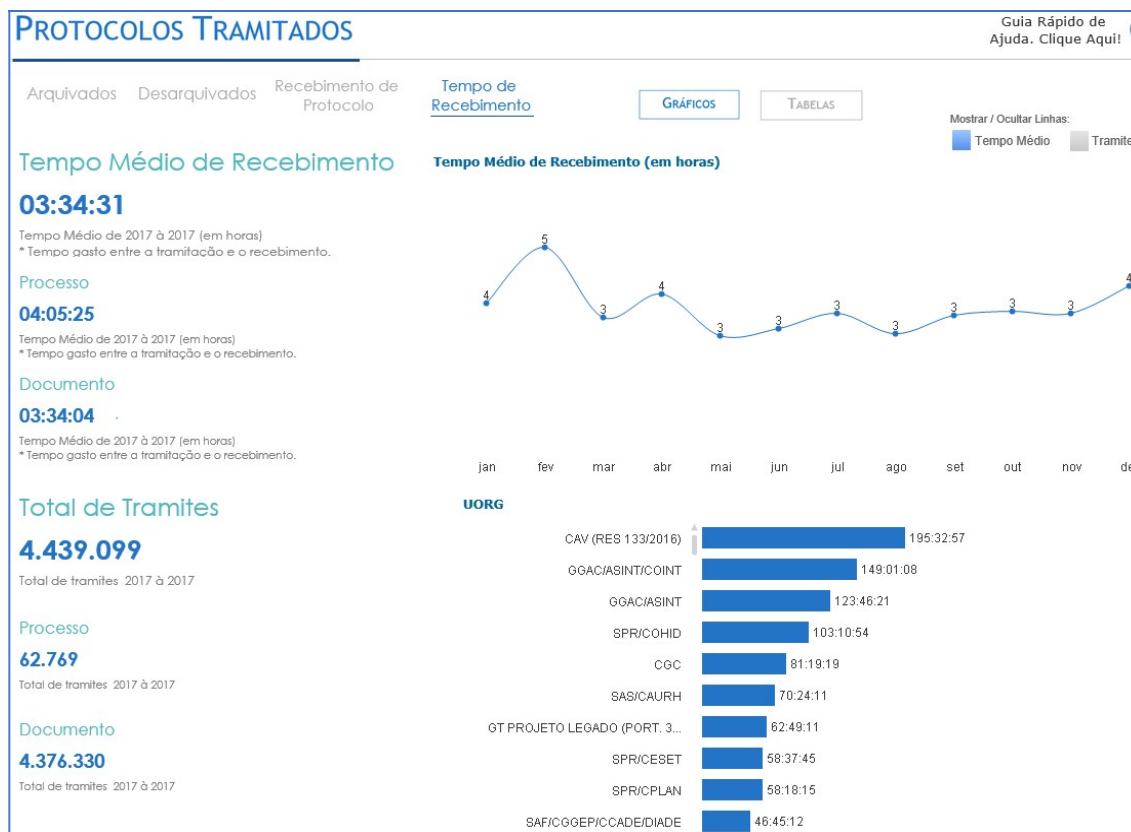 PROTOCOLOS TRAMITADOS
Guia Rápido de
Ajuda. Clique Aqui!
Arquivados
Desarquivados
Recebimento de
Protocolo
Tempo de
Recebimento
GRÁFICOS
TABELAS
Mostrar / Ocultar Linhas:
Tempo Médio
Tramite
Tempo Médio de Recebimento
03:34:31
Tempo Médio de 2017 à 2017 (em horas)
* Tempo gasto entre a tramitação e o recebimento.
Processo
04:05:25
Tempo Médio de 2017 à 2017 (em horas)
* Tempo gasto entre a tramitação e o recebimento.
Documento
03:34:04
Tempo Médio de 2017 à 2017 (em horas)
* Tempo gasto entre a tramitação e o recebimento.
Tempo Médio de Recebimento (em horas)
4 5 3 4 3 3 3 3 3 3 3 4
jan fev mar abr mai jun jul ago set out nov de
Total de Tramites
4.439.099
Total de tramites 2017 à 2017
Processo
62.769
Total de tramites 2017 à 2017
Documento
4.376.330
Total de tramites 2017 à 2017
UORG
CAV (RES 133/2016) 195:32:57
GGAC/ASINT/COINT 149:01:08
GGAC/ASINT 123:46:21
SPR/COHID 103:10:54
CGC 81:19:19
SAS/CAURH 70:24:11
GT PROJETO LEGADO (PORT. 3... 62:49:11
SPR/CESET 58:37:45
SPR/CPLAN 58:18:15
SAF/CGGEP/CCADE/DIADE 46:45:12